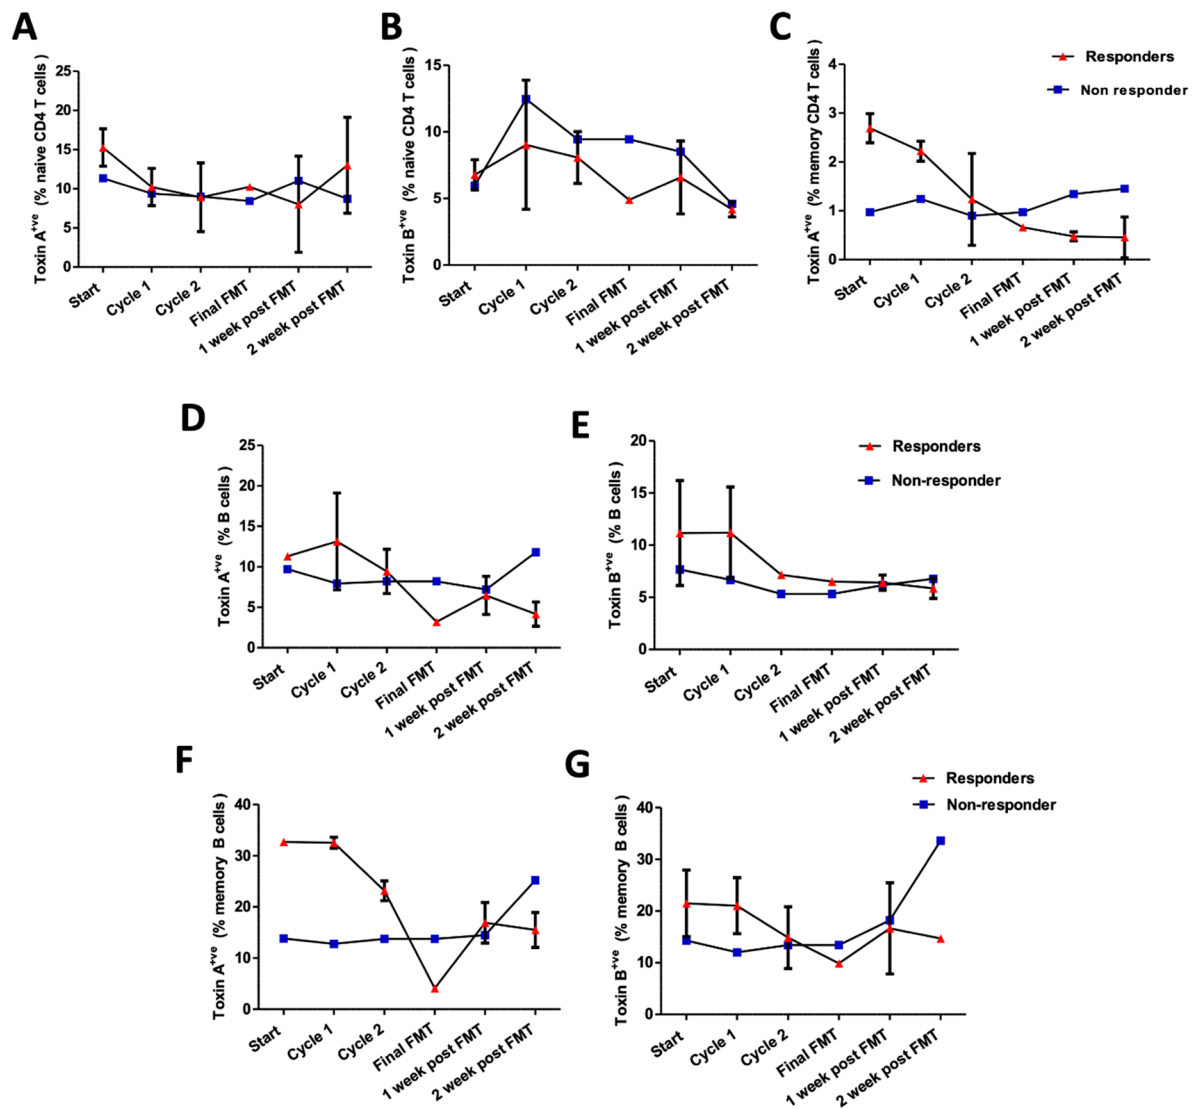 A
Toxin A+ve (% naive CD4 T cells )
25
20
15
10
5
0
Start
Cycle 1
Cycle 2
Final FMT
1 week post FMT
2 week post FMT
B
Toxin B+ve (% naive CD4 T cells )
15
10
5
0
Start
Cycle 1
Cycle 2
Final FMT
1 week post FMT
2 week post FMT
C
Toxin A+ve (% memory CD4 T cells )
4
3
2
1
0
Start
Cycle 1
Cycle 2
Final FMT
1 week post FMT
2 week post FMT
Responders
Non responder
D
Toxin A+ve (% B cells )
25
20
15
10
5
0
Start
Cycle 1
Cycle 2
Final FMT
1 week post FMT
2 week post FMT
E
Toxin B+ve (% B cells )
20
15
10
5
0
Start
Cycle 1
Cycle 2
Final FMT
1 week post FMT
2 week post FMT
Responders
Non-responder
F
Toxin A+ve (% memory B cells )
40
30
20
10
0
Start
Cycle 1
Cycle 2
Final FMT
1 week post FMT
2 week post FMT
G
Toxin B+ve (% memory B cells )
40
30
20
10
0
Start
Cycle 1
Cycle 2
Final FMT
1 week post FMT
2 week post FMT
Responders
Non-responder